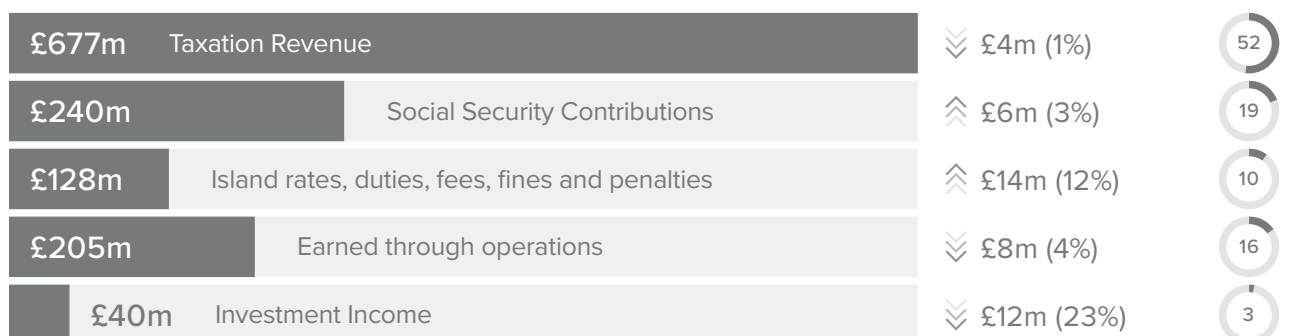 £677m Taxation Revenue £4m (1%) 52
£240m Social Security Contributions £6m (3%) 19
£128m Island rates, duties, fees, fines and penalties £14m (12%) 10
£205m Earned through operations £8m (4%) 16
£40m Investment Income £12m (23%) 3